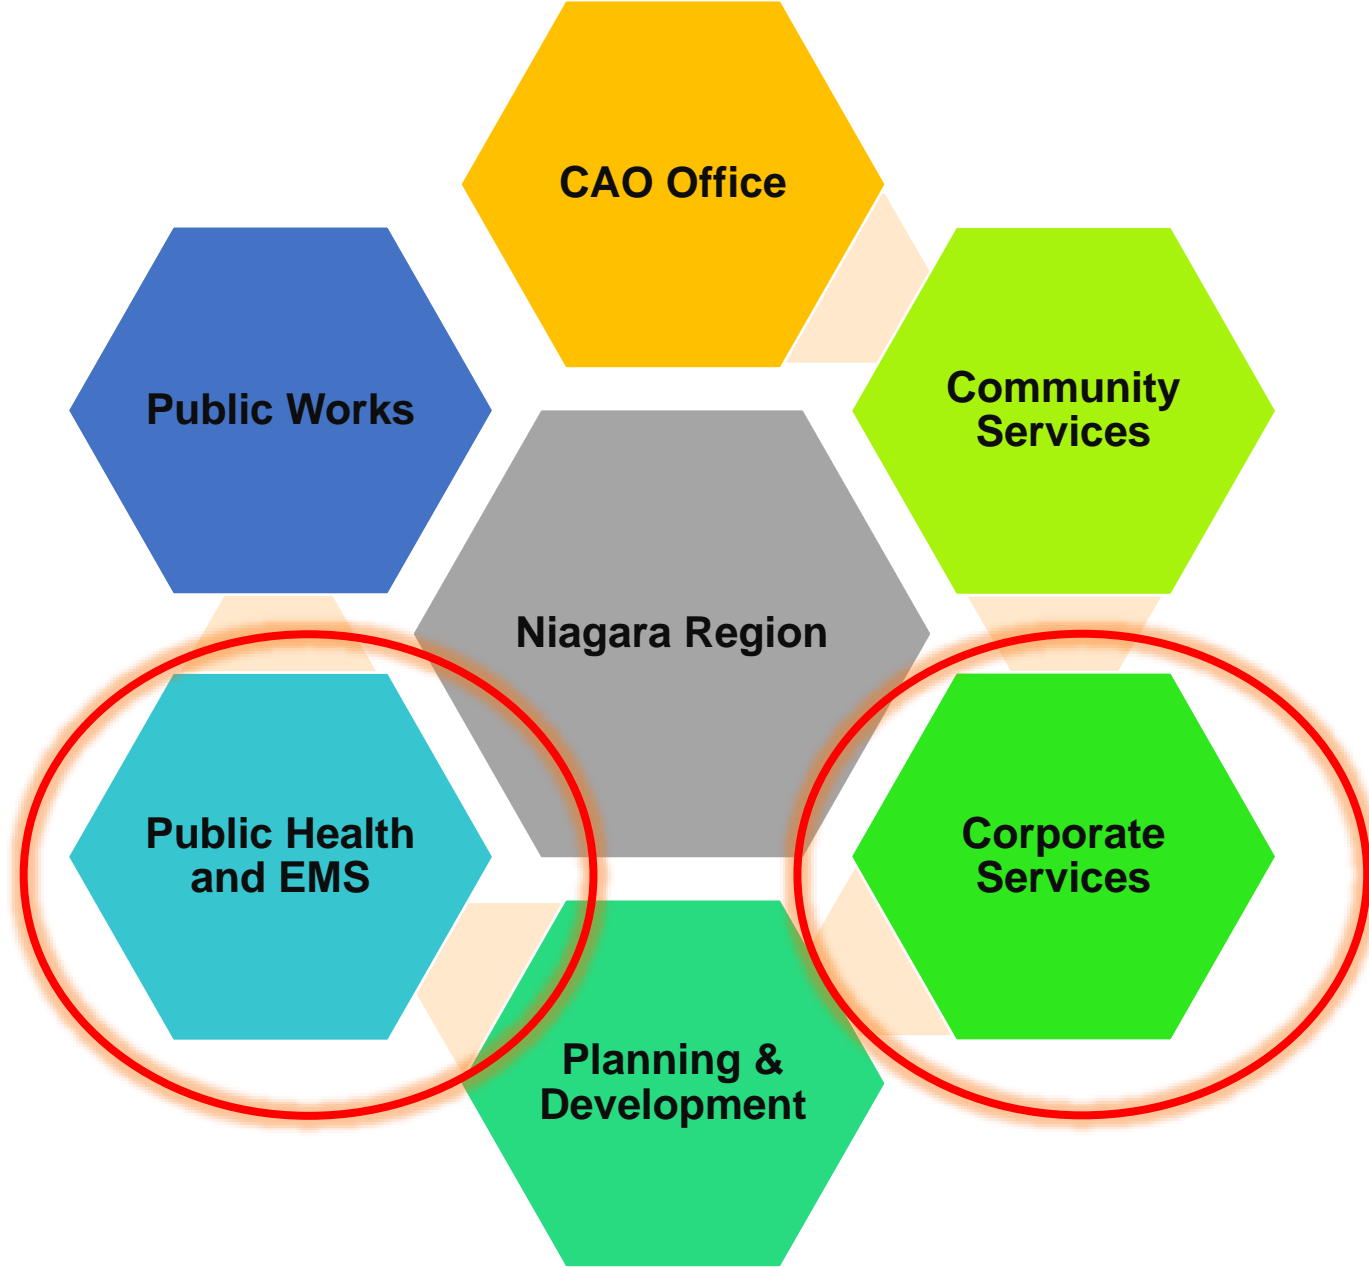 CAO Office
Public Works
Community
Services
Niagara Region
Public Health
and EMS
Corporate
Services
Planning &
Development